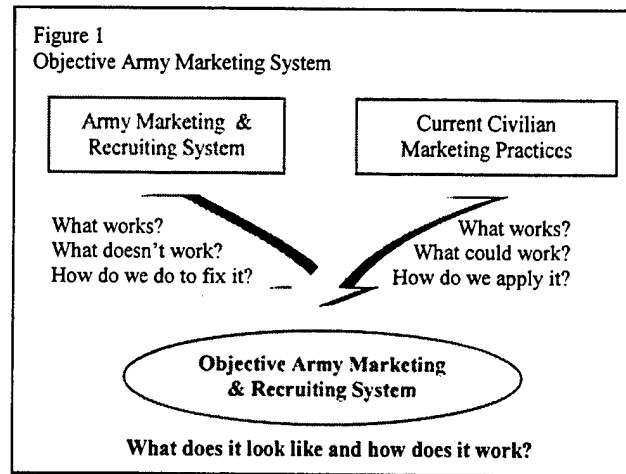 Figure 1
Objective Army Marketing System
Army Marketing &
Recruiting System
Current Civilian
Marketing Practices
What works?
What doesn't work?
How do we do to fix it?
What works?
What could work?
How do we apply it?
Objective Army Marketing
& Recruiting System
What does it look like and how does it work?